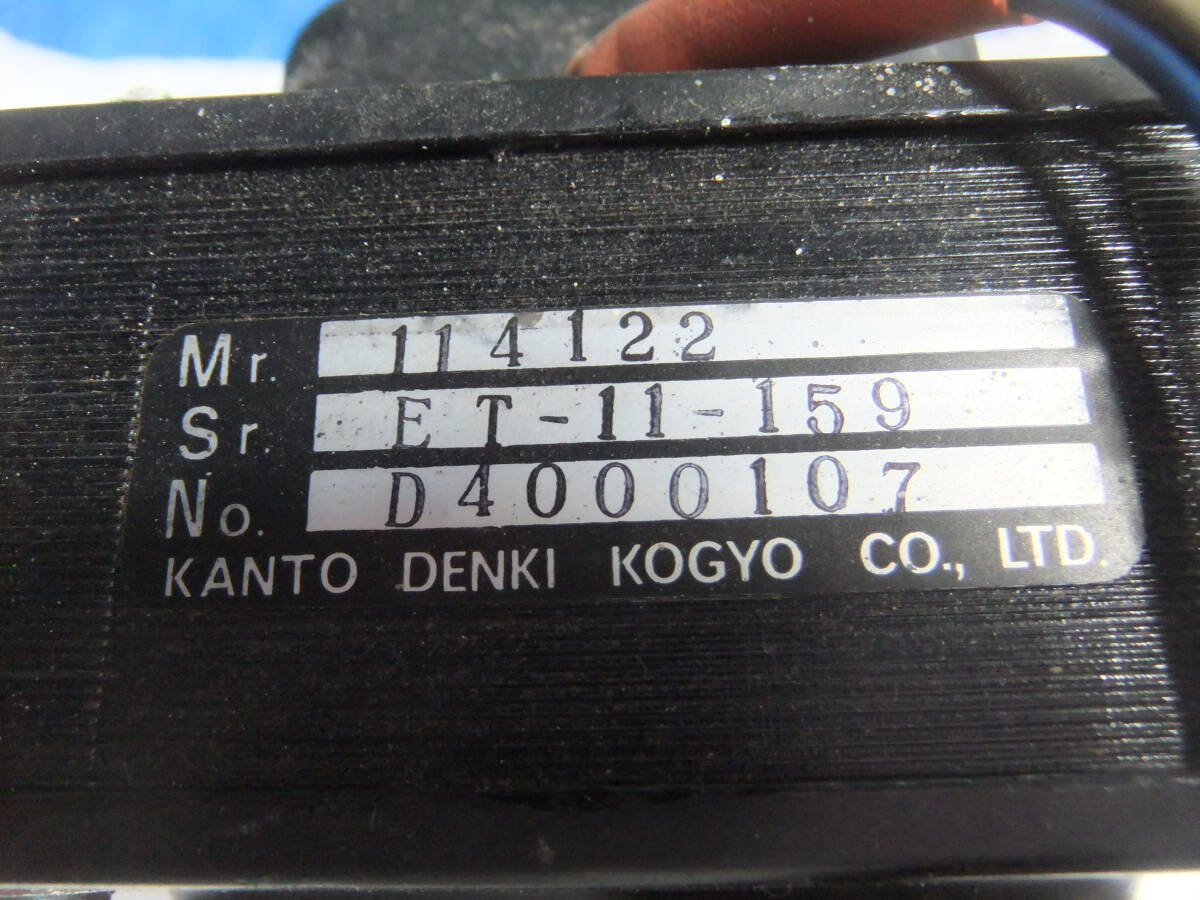 Mr. 114122
Sr. ET-11-159
No. D4000107
KANTO DENKI KOGYO CO., LTD.